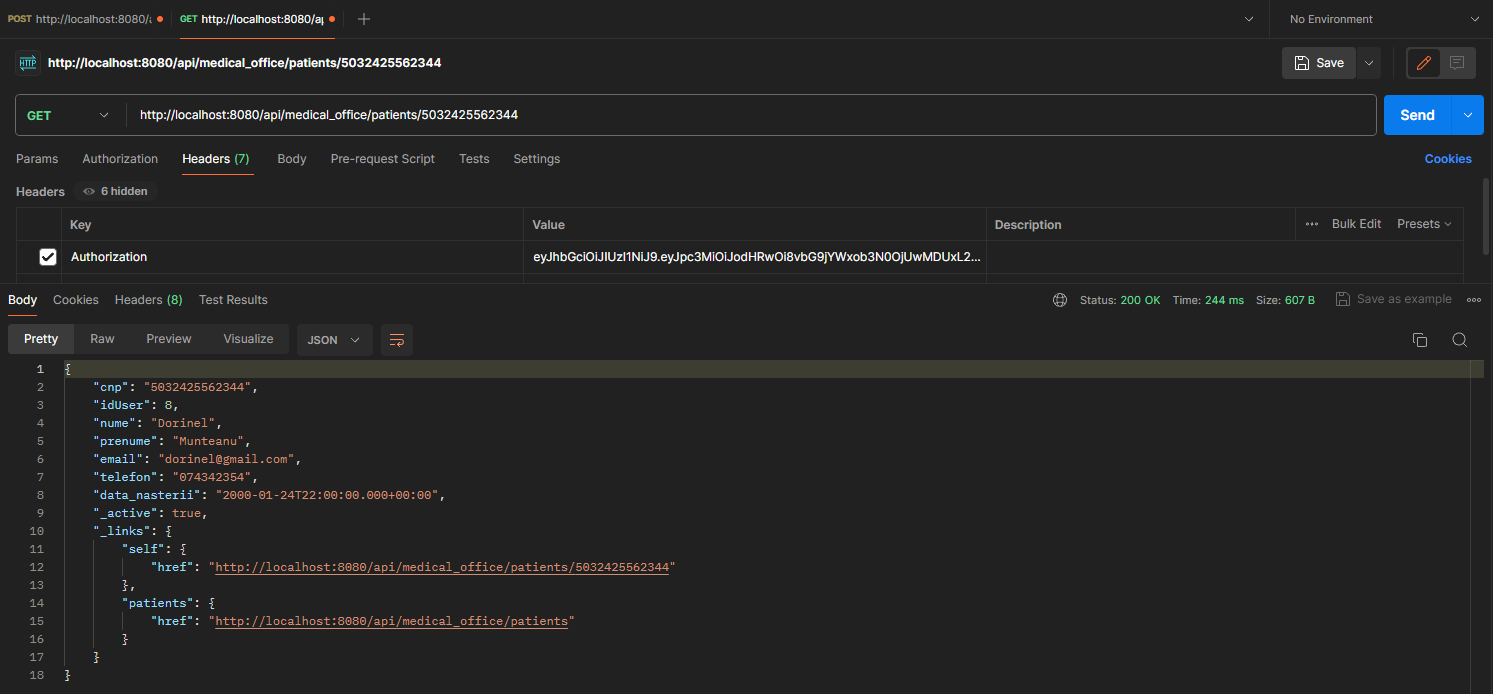 POST http://localhost:8080/a GET http://localhost:8080/ap No Environment
HTTP http://localhost:8080/api/medical_office/patients/5032425562344 Save
GET http://localhost:8080/api/medical_office/patients/5032425562344 Send
Params Authorization Headers (7) Body Pre-request Script Tests Settings Cookies
Headers 6 hidden
Key Value Description ··· Bulk Edit Presets
Authorization eyJhbGciOiJIUzI1NiJ9.eyJpc3MiOiJodHRwOi8vbG9jYWxob3N0OjUwMDUxL2...
Body Cookies Headers (8) Test Results Status: 200 OK Time: 244 ms Size: 607 B Save as example
Pretty Raw Preview Visualize JSON
1 {
2 "cnp": "5032425562344",
3 "idUser": 8,
4 "nume": "Dorinel",
5 "prenume": "Munteanu",
6 "email": "dorinel@gmail.com",
7 "telefon": "074342354",
8 "data_nasterii": "2000-01-24T22:00:00.000+00:00",
9 "_active": true,
10 "_links": {
11 "self": {
12 "href": "http://localhost:8080/api/medical_office/patients/5032425562344"
13 },
14 "patients": {
15 "href": "http://localhost:8080/api/medical_office/patients"
16 }
17 }
18 }